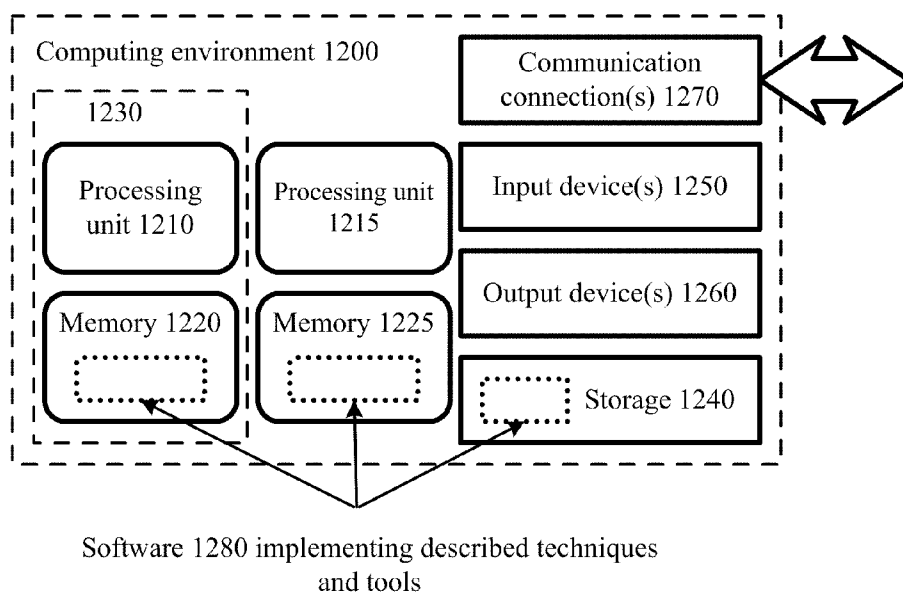 Computing environment 1200
Communication
connection(s) 1270
1230
Processing
unit 1210
Processing unit
1215
Input device(s) 1250
Output device(s) 1260
Memory 1220
Memory 1225
Storage 1240
Software 1280 implementing described techniques
and tools